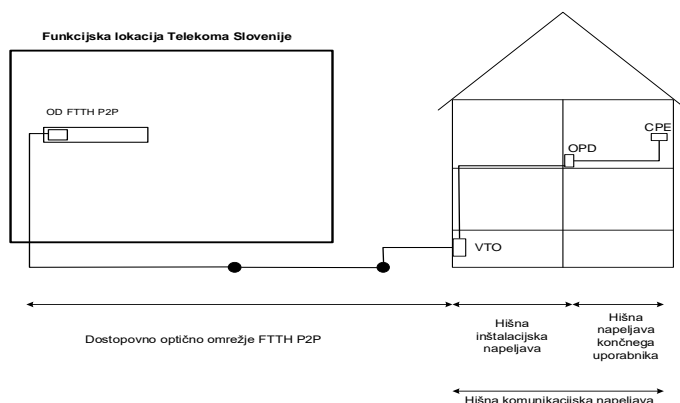 Funkcijska lokacija Telekoma Slovenije
OD FTTH P2P
CPE
OPD
VTO
Dostopovno optično omrežje FTTH P2P
Hišna
inštalacijska
napeljava
Hišna
napeljava
končnega
uporabnika
Hišna komunikacijska napeljava